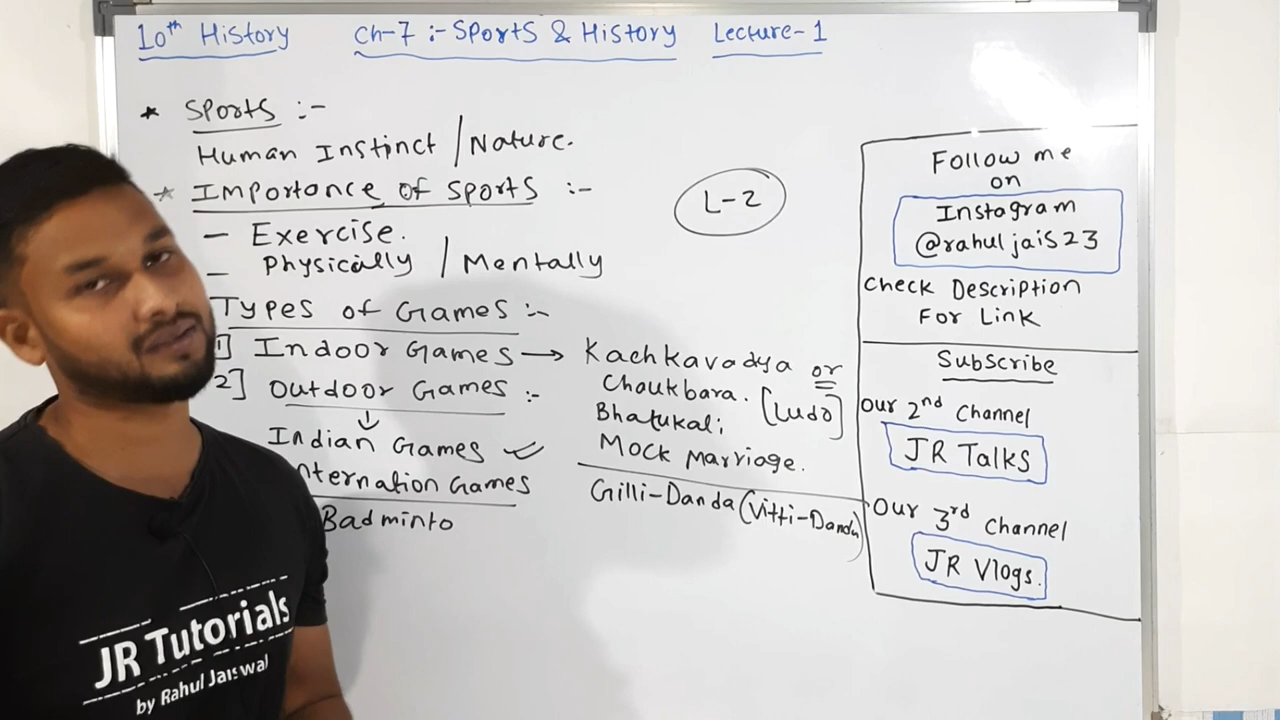 10th History Ch-7 :- Sports & History Lecture-1
* Sports :-
Human Instinct / Nature.
* Importance of sports :-
- Exercise.
- Physically / Mentally
Types of Games :-
1] Indoor Games → Kachkavadya or
Choukbara. [Ludo]
Bhatukali
Mock Marriage.
2] Outdoor Games :-
↓
Indian Games ✓
nternation Games
Gilli-Danda (Vitti-Dandu)
Badminto
L-2
Follow me
on
Instagram
@rahuljais23
Check Description
For Link
Subscribe
Our 2nd Channel
JR Talks
Our 3rd Channel
JR Vlogs.
JR Tutorials
by Rahul Jaiswal